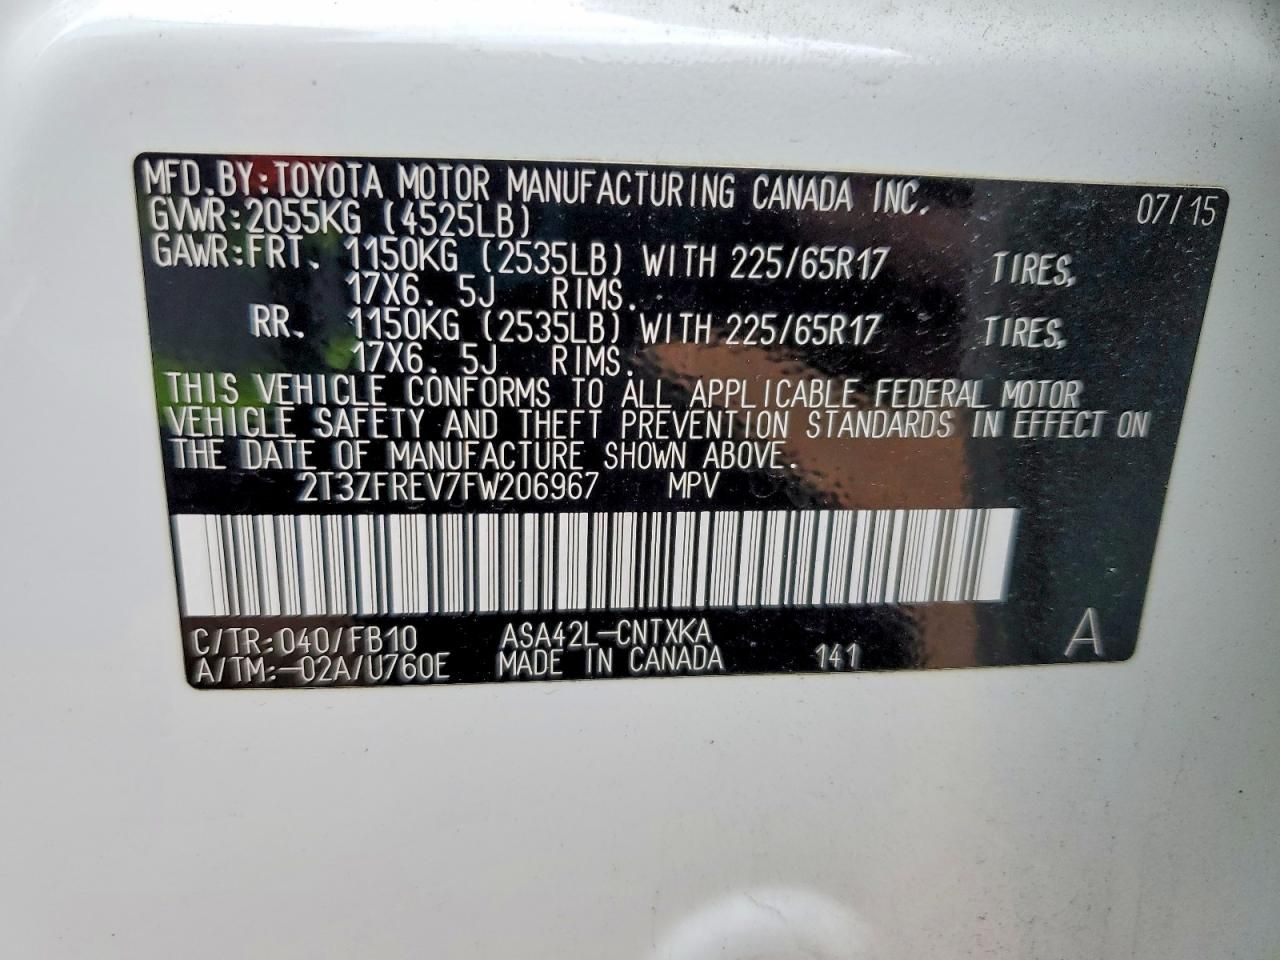 MFD.BY:TOYOTA MOTOR MANUFACTURING CANADA INC. 07/15
GVWR:2055KG (4525LB)
GAWR:FRT. 1150KG (2535LB) WITH 225/65R17 TIRES,
17X6. 5J RIMS.
RR. 1150KG (2535LB) WITH 225/65R17 TIRES,
17X6. 5J RIMS.
THIS VEHICLE CONFORMS TO ALL APPLICABLE FEDERAL MOTOR
VEHICLE SAFETY AND THEFT PREVENTION STANDARDS IN EFFECT ON
THE DATE OF MANUFACTURE SHOWN ABOVE.
2T3ZFREV7FW206967 MPV
C/TR:040/FB10 ASA42L-CNTXKA A
A/TM:-02A/U760E MADE IN CANADA 141